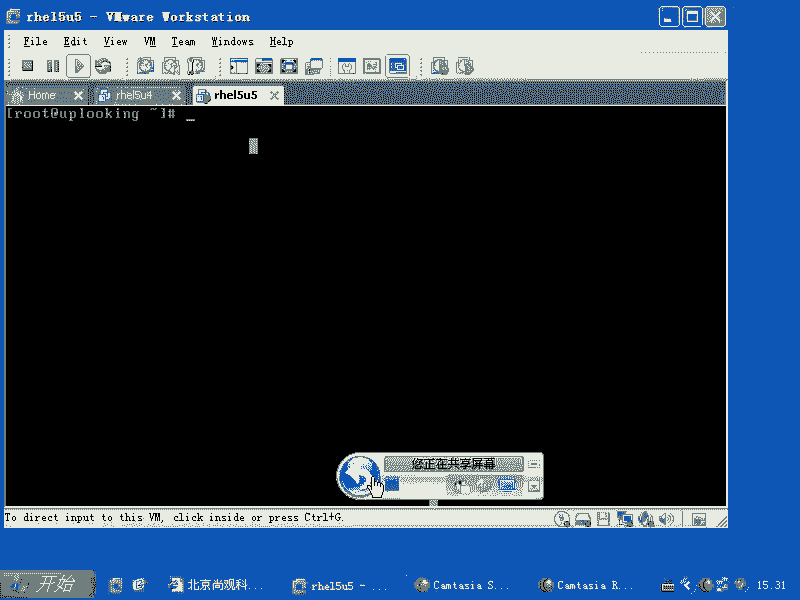 rhel5u5 - VMware Workstation
File Edit View VM Team Windows Help
Home rhel5u4 rhel5u5
[root@uplooking ~]# _
您正在共享屏幕
To direct input to this VM, click inside or press Ctrl+G.
开始 北京尚观科... rhel5u5 - ... Camtasia S... Camtasia R... 15:31